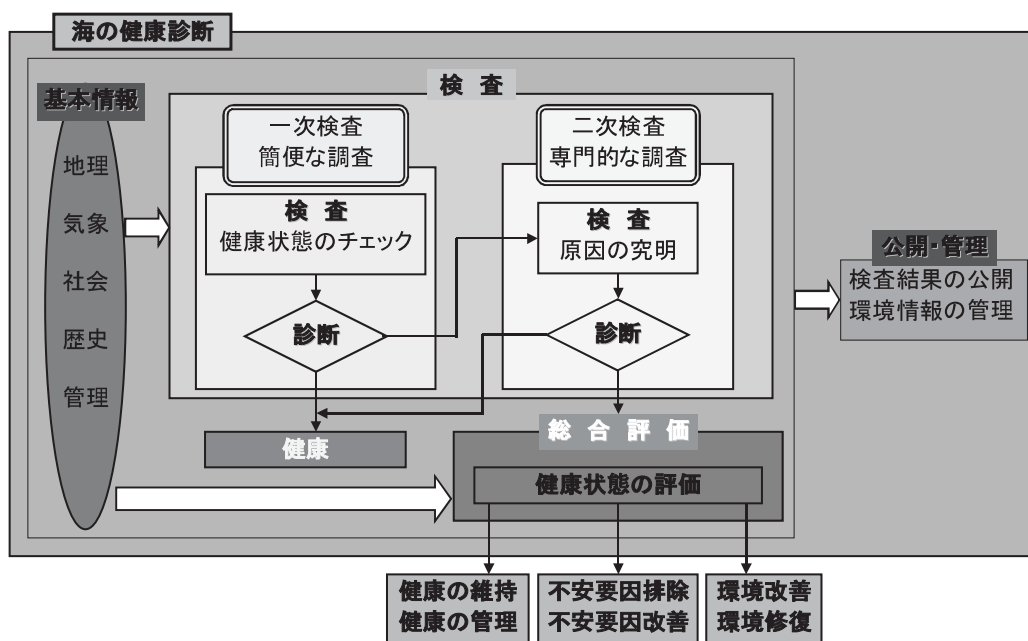 海の健康診断
基本情報
地理
気象
社会
歴史
管理
検 査
一次検査
簡便な調査
検 査
健康状態のチェック
診断
二次検査
専門的な調査
検 査
原因の究明
診断
健康
総 合 評 価
健康状態の評価
公開・管理
検査結果の公開
環境情報の管理
健康の維持
健康の管理
不安要因排除
不安要因改善
環境改善
環境修復